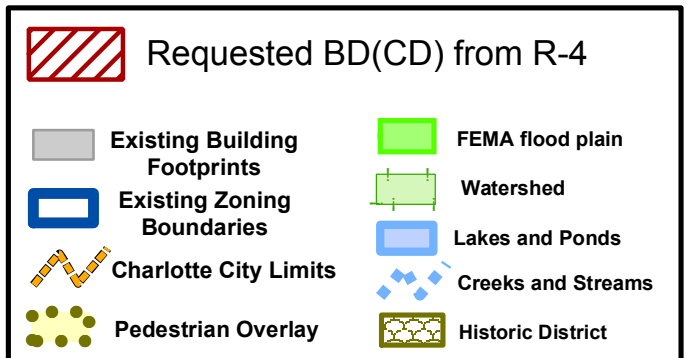 Requested BD(CD) from R-4
Existing Building
Footprints
Existing Zoning
Boundaries
Charlotte City Limits
Pedestrian Overlay
FEMA flood plain
Watershed
Lakes and Ponds
Creeks and Streams
Historic District